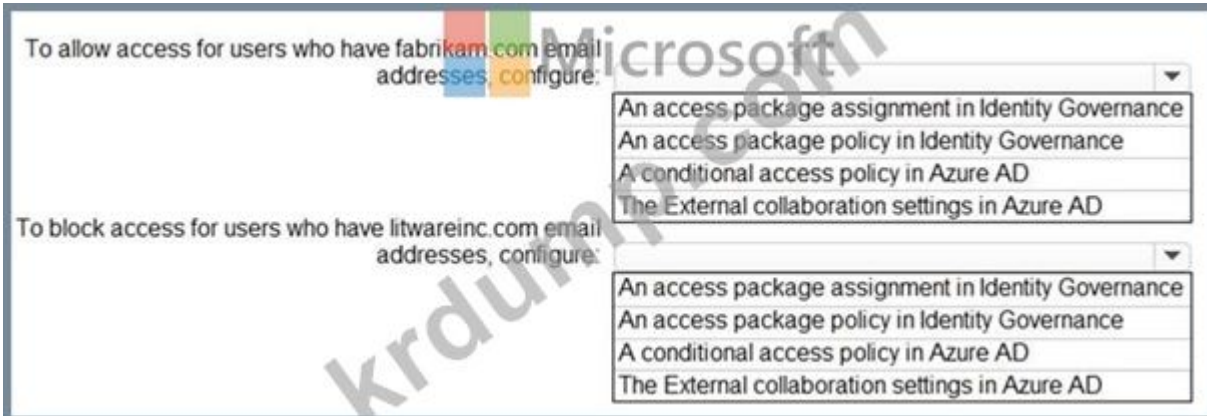 Microsoft
To allow access for users who have fabrikam.com email
addresses, configure:
An access package assignment in Identity Governance
An access package policy in Identity Governance
A conditional access policy in Azure AD
The External collaboration settings in Azure AD
To block access for users who have litwareinc.com email
addresses, configure:
An access package assignment in Identity Governance
An access package policy in Identity Governance
A conditional access policy in Azure AD
The External collaboration settings in Azure AD
krdump.com